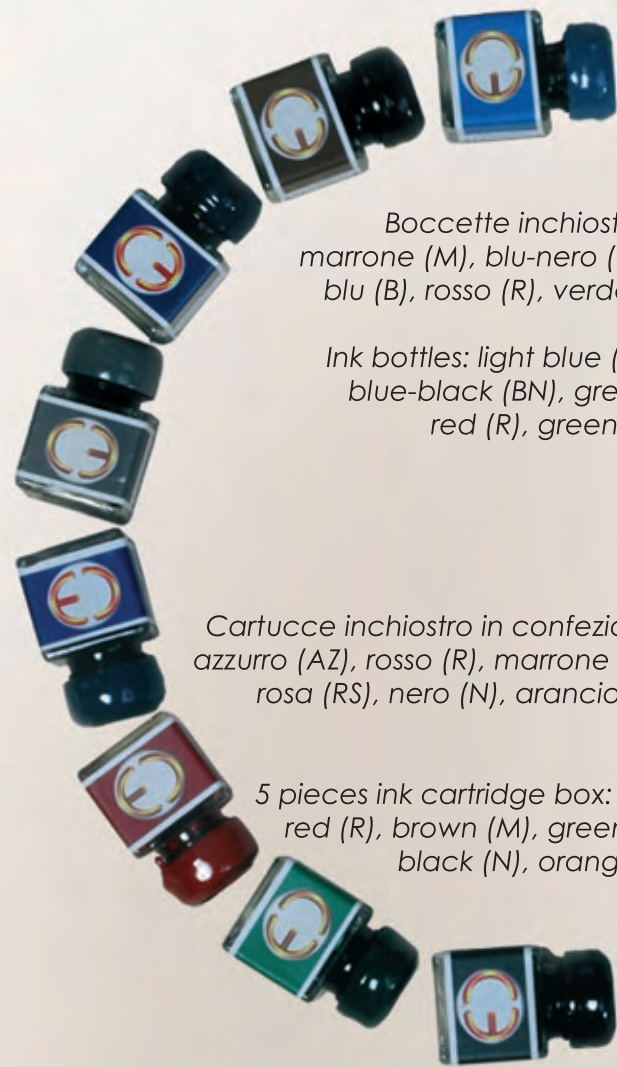 Boccette inchiost
marrone (M), blu-nero (
blu (B), rosso (R), verd
Ink bottles: light blue (
blue-black (BN), gre
red (R), green
Cartucce inchiostro in confezi
azzurro (AZ), rosso (R), marrone
rosa (RS), nero (N), arancio
5 pieces ink cartridge box:
red (R), brown (M), green
black (N), orang